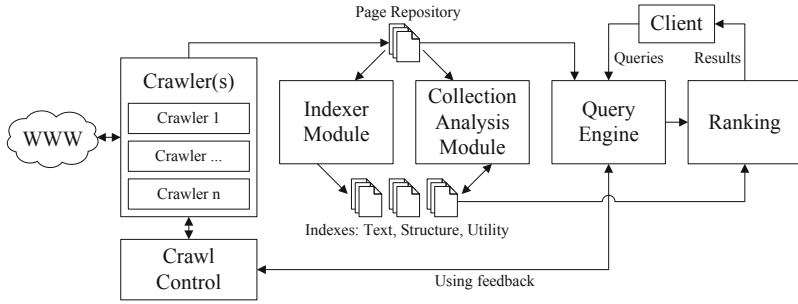 Page Repository
Client
Queries
Results
Crawler(s)
Crawler 1
Crawler ...
Crawler n
WWW
Indexer
Module
Collection
Analysis
Module
Query
Engine
Ranking
Indexes: Text, Structure, Utility
Crawl
Control
Using feedback